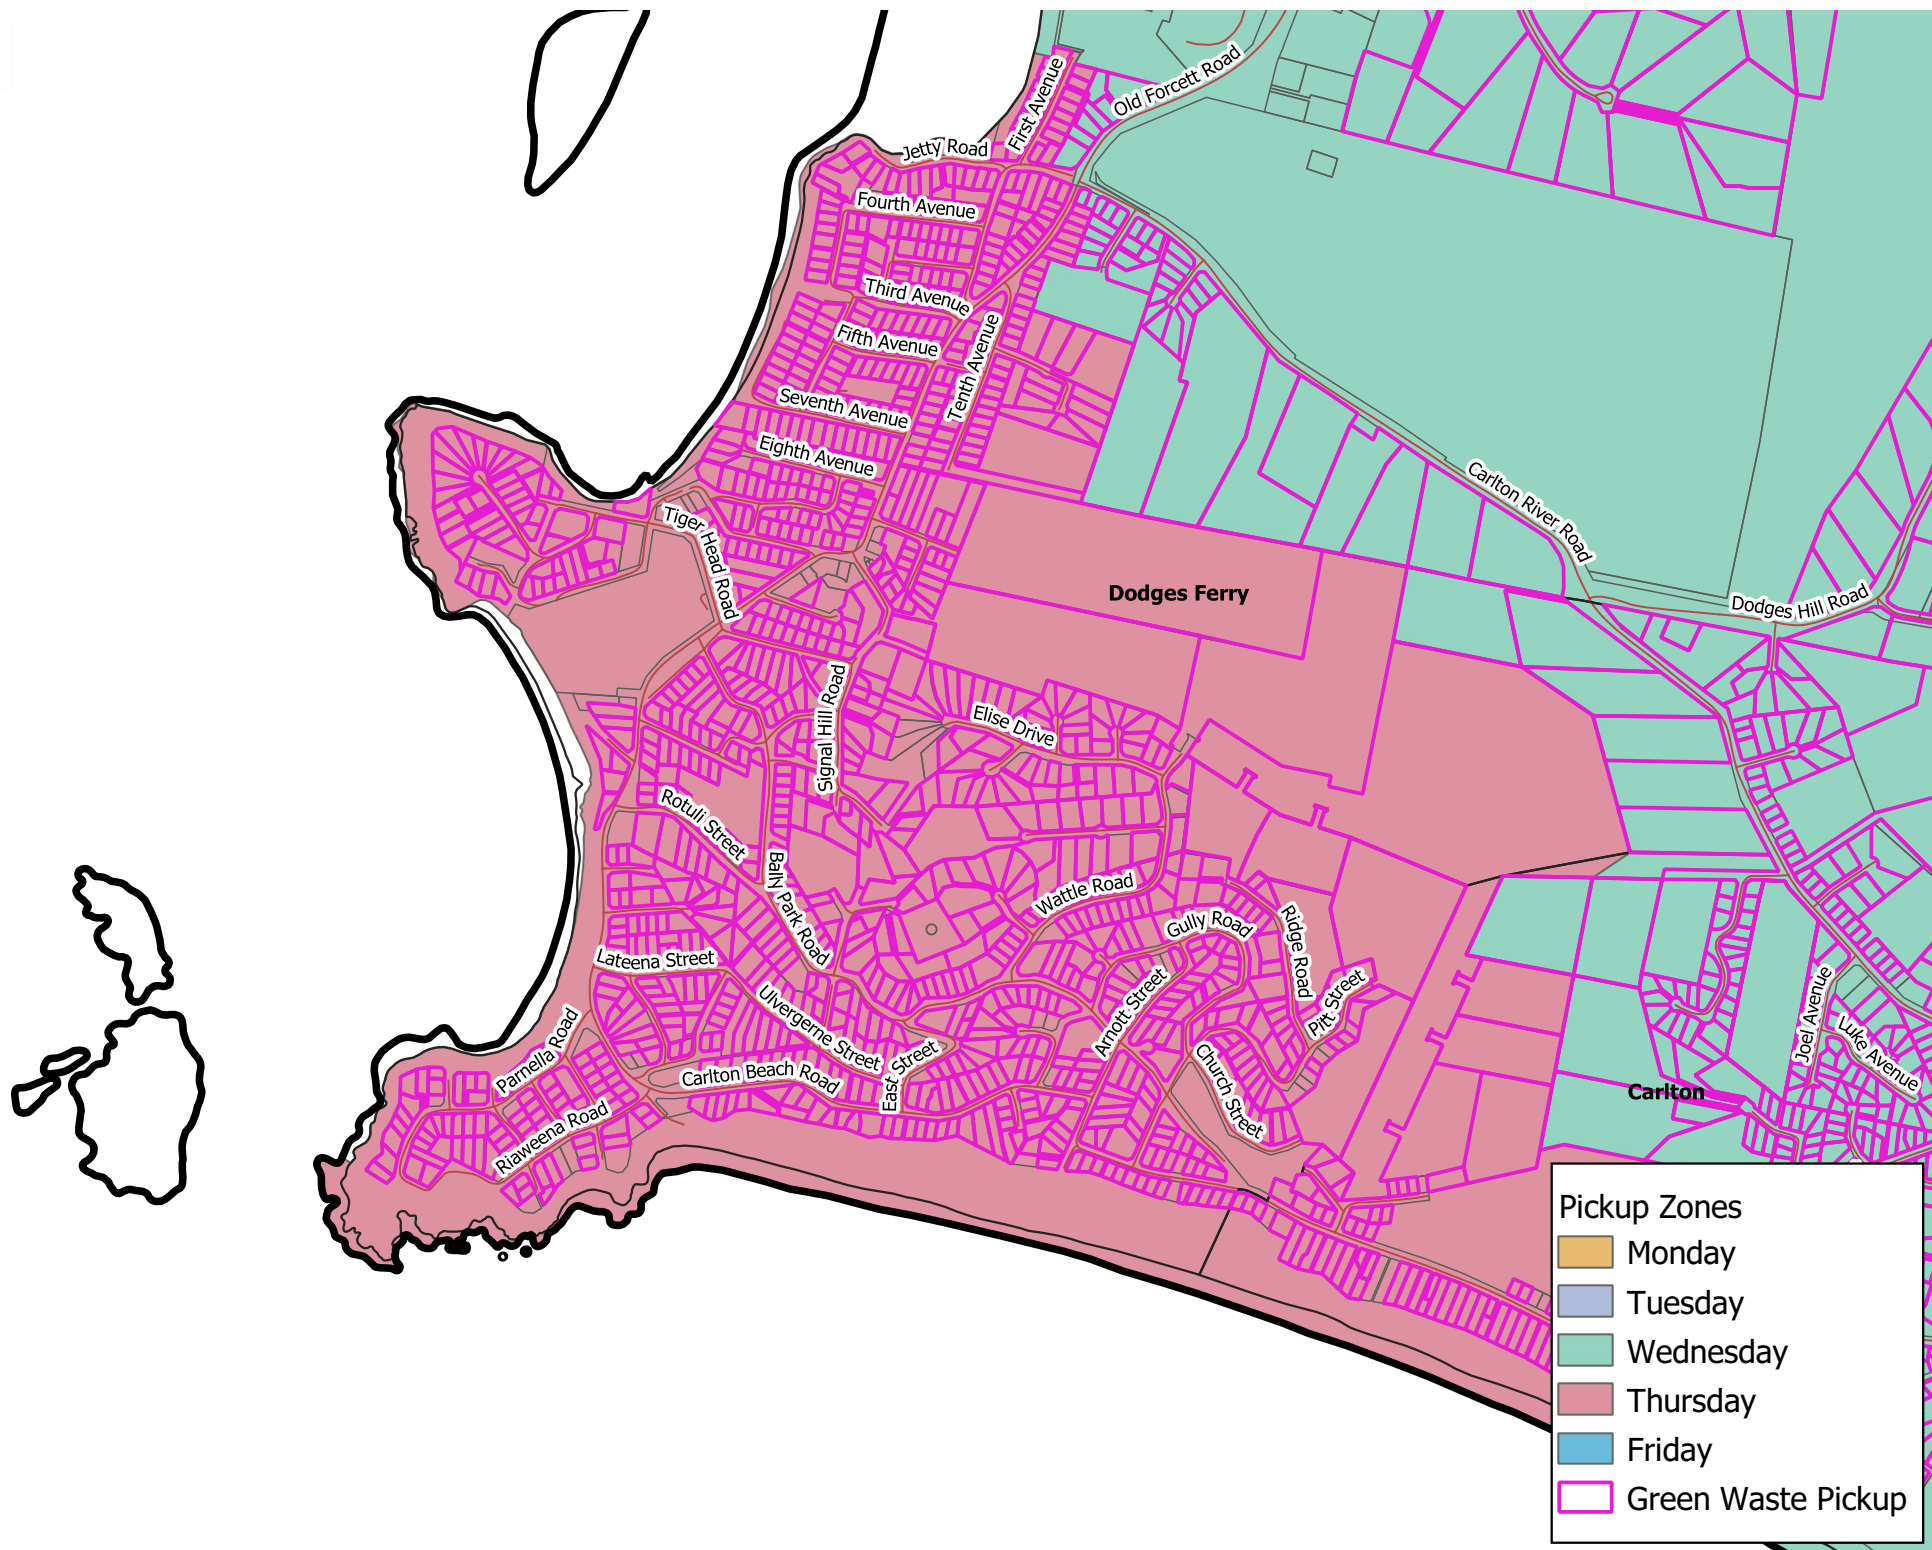 First Avenue
Old Forcett Road
Jetty Road
Fourth Avenue
Third Avenue
Fifth Avenue
Tenth Avenue
Seventh Avenue
Eighth Avenue
Carlton River Road
Tiger Head Road
Dodges Ferry
Dodges Hill Road
Signal Hill Road
Elise Drive
Rotuli Street
Bally Park Road
Wattle Road
Gully Road
Ridge Road
Lateena Street
Arnott Street
Pitt Street
Joel Avenue
Luke Avenue
Ulvergerne Street
Parnella Road
Carlton Beach Road
East Street
Church Street
Carlton
Riaweena Road
Pickup Zones
Monday
Tuesday
Wednesday
Thursday
Friday
Green Waste Pickup